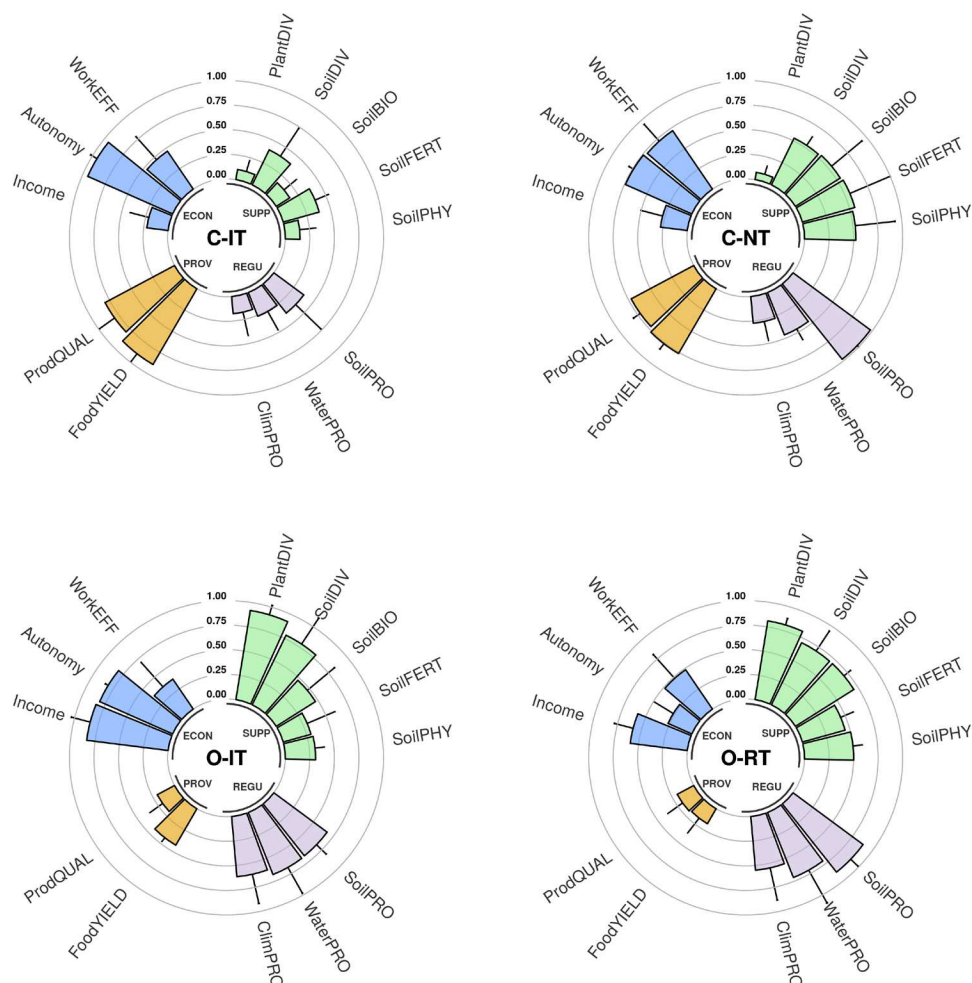 PlantDIV
SoilDIV
SoilBIO
SoilFERT
SoilPHY
SoilPRO
WaterPRO
ClimPRO
FoodYIELD
ProdQUAL
Income
Autonomy
WorkEFF
1.00
0.75
0.50
0.25
0.00
ECON
SUPP
C-IT
PROV
REGU
PlantDIV
SoilDIV
SoilBIO
SoilFERT
SoilPHY
SoilPRO
WaterPRO
ClimPRO
FoodYIELD
ProdQUAL
Income
Autonomy
WorkEFF
1.00
0.75
0.50
0.25
0.00
ECON
SUPP
C-NT
PROV
REGU
PlantDIV
SoilDIV
SoilBIO
SoilFERT
SoilPHY
SoilPRO
WaterPRO
ClimPRO
FoodYIELD
ProdQUAL
Income
Autonomy
WorkEFF
1.00
0.75
0.50
0.25
0.00
ECON
SUPP
O-IT
PROV
REGU
PlantDIV
SoilDIV
SoilBIO
SoilFERT
SoilPHY
SoilPRO
WaterPRO
ClimPRO
FoodYIELD
ProdQUAL
Income
Autonomy
WorkEFF
1.00
0.75
0.50
0.25
0.00
ECON
SUPP
O-RT
PROV
REGU